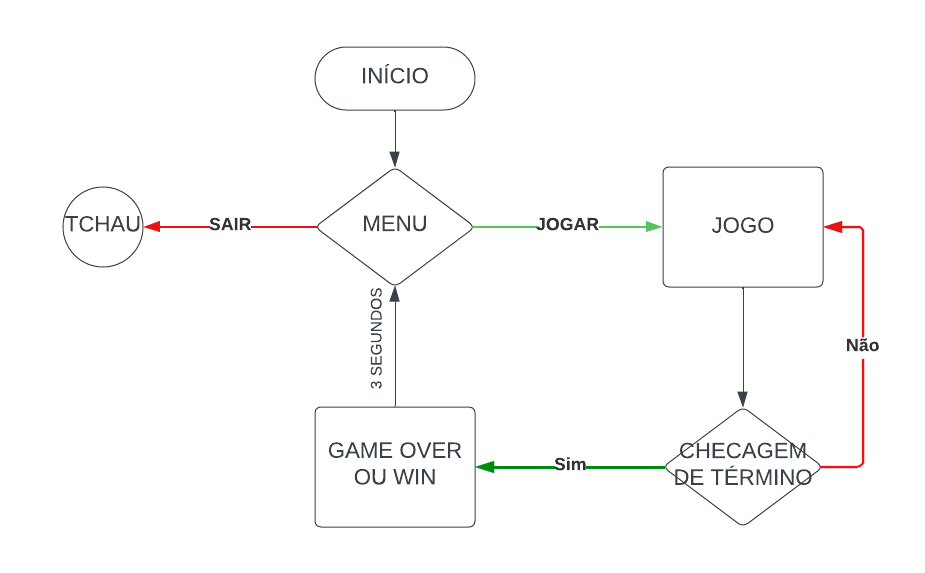 INÍCIO
TCHAU
SAIR
MENU
JOGAR
JOGO
3 SEGUNDOS
Não
GAME OVER
OU WIN
Sim
CHECAGEM
DE TÉRMINO